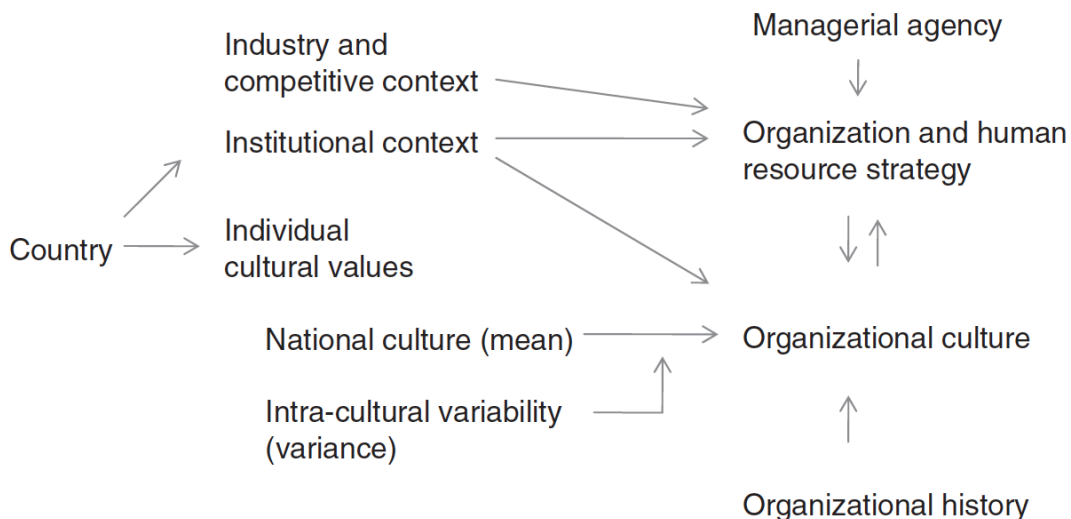 Managerial agency
Industry and
competitive context
Institutional context
Organization and human
resource strategy
Country
Individual
cultural values
National culture (mean)
Organizational culture
Intra-cultural variability
(variance)
Organizational history